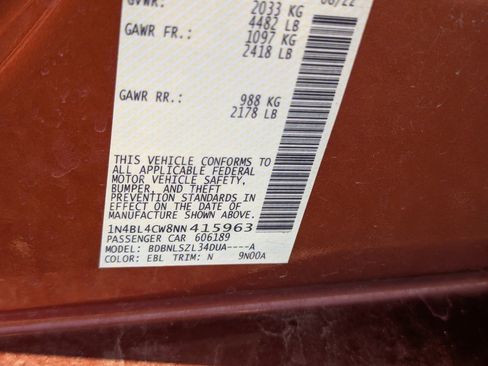 GVWR: 2033 KG
4482 LB
GAWR FR.: 1097 KG
2418 LB
GAWR RR.: 988 KG
2178 LB
THIS VEHICLE CONFORMS TO
ALL APPLICABLE FEDERAL
MOTOR VEHICLE SAFETY,
BUMPER, AND THEFT
PREVENTION STANDARDS IN
EFFECT ON THE DATE OF
MANUFACTURE SHOWN ABOVE.
1N4BL4CW8NN415963
PASSENGER CAR 606189
MODEL: BDBNLSZL34DUA----A
COLOR: EBL TRIM: N 9N00A